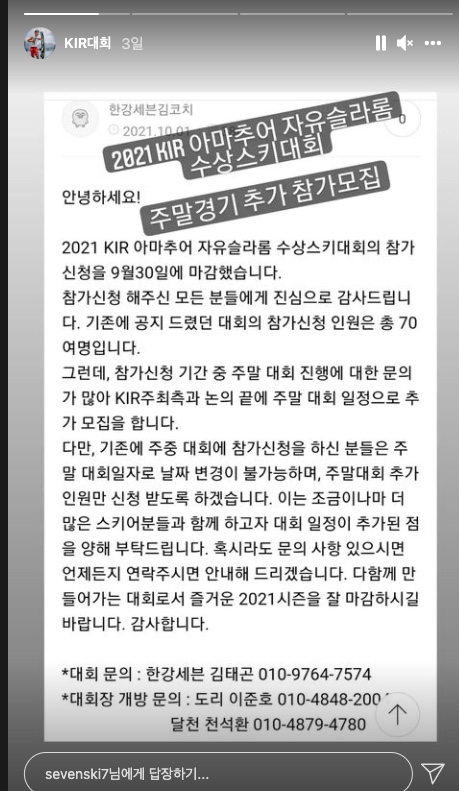 KIR대회 3일
한강세븐김코치
2021.10.01
0
2021 KIR 아마추어 자유슬라롬
수상스키대회
주말경기 추가 참가모집
안녕하세요!
2021 KIR 아마추어 자유슬라롬 수상스키대회의 참가
신청을 9월30일에 마감했습니다.
참가신청 해주신 모든 분들에게 진심으로 감사드립니
다. 기존에 공지 드렸던 대회의 참가신청 인원은 총 70
여명입니다.
그런데, 참가신청 기간 중 주말 대회 진행에 대한 문의
가 많아 KIR주최측과 논의 끝에 주말 대회 일정으로 추
가 모집을 합니다.
다만, 기존에 주중 대회에 참가신청을 하신 분들은 주
말 대회일자로 날짜 변경이 불가능하며, 주말대회 추가
인원만 신청 받도록 하겠습니다. 이는 조금이나마 더
많은 스키어분들과 함께 하고자 대회 일정이 추가된 점
을 양해 부탁드립니다. 혹시라도 문의 사항 있으시면
언제든지 연락주시면 안내해 드리겠습니다. 다함께 만
들어가는 대회로서 즐거운 2021시즌을 잘 마감하시길
바랍니다. 감사합니다.
*대회 문의 : 한강세븐 김태곤 010-9764-7574
*대회장 개방 문의 : 도리 이준호 010-4848-200
달천 천석환 010-4879-4780
sevenski7님에게 답장하기...